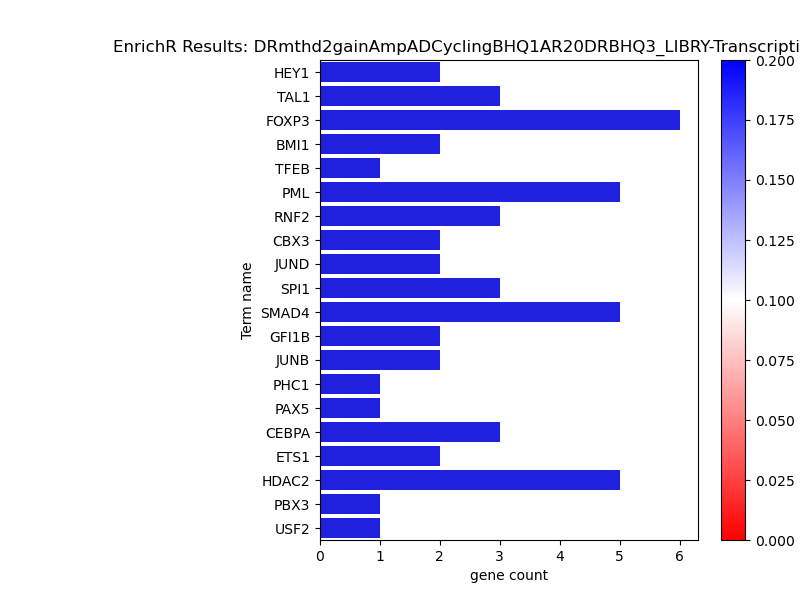 EnrichR Results: DRmthd2gainAmpADCyclingBHQ1AR20DRBHQ3_LIBRY-Transcripti
HEY1
TAL1
FOXP3
BMI1
TFEB
PML
RNF2
CBX3
JUND
SPI1
SMAD4
GFI1B
JUNB
PHC1
PAX5
CEBPA
ETS1
HDAC2
PBX3
USF2
Term name
0 1 2 3 4 5 6
gene count
0.200
0.175
0.150
0.125
0.100
0.075
0.050
0.025
0.000